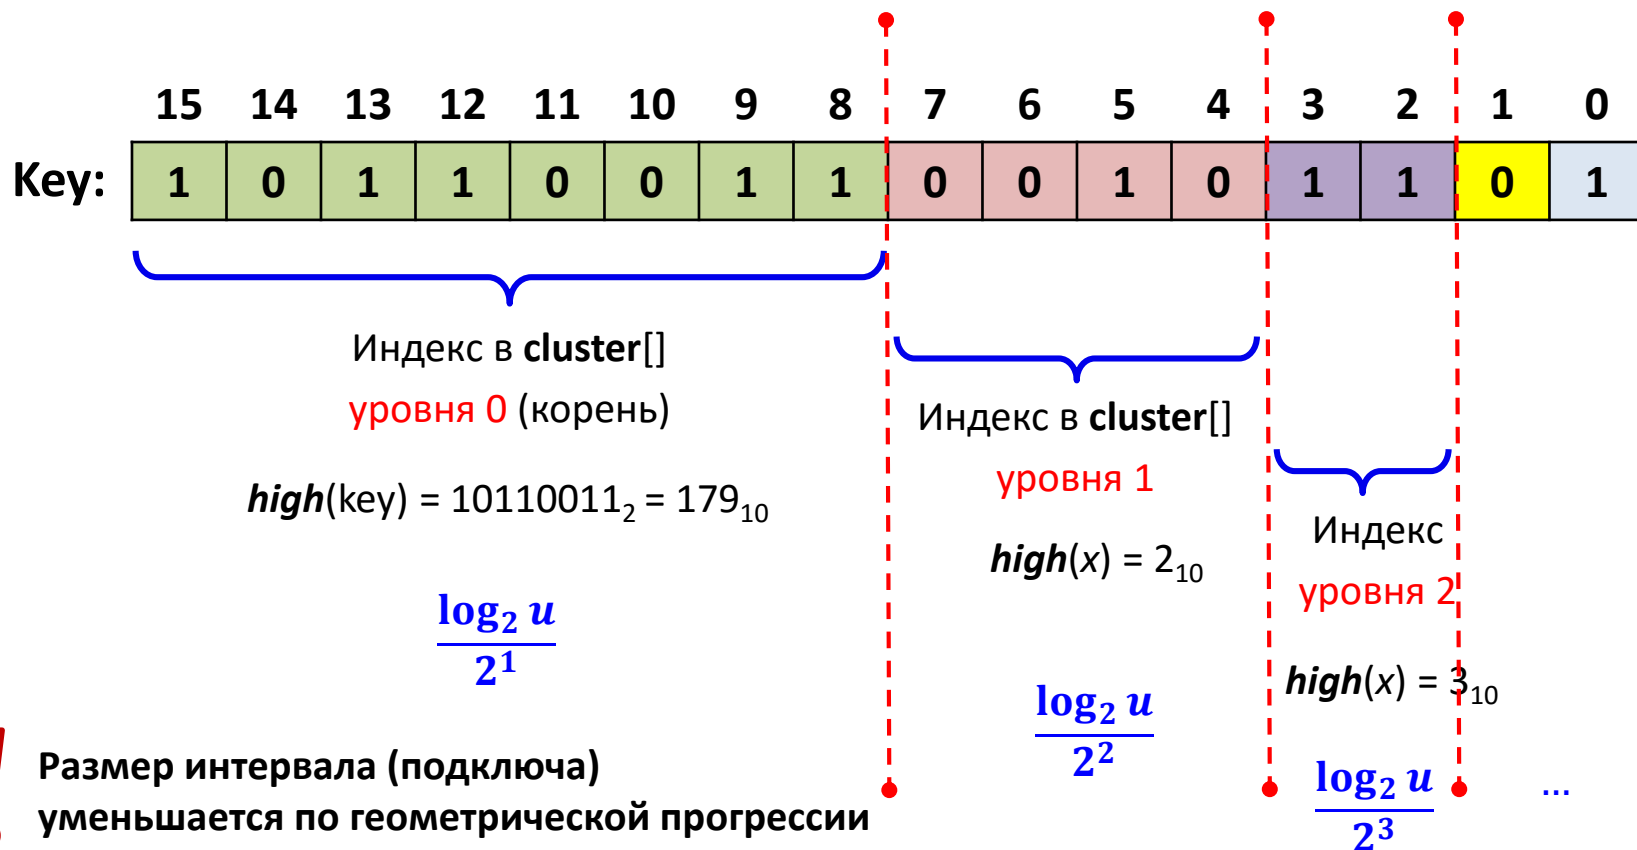 15 14 13 12 11 10 9 8 7 6 5 4 3 2 1 0
Key: 1 0 1 1 0 0 1 1 0 0 1 0 1 1 0 1
Индекс в cluster[]
уровня 0 (корень)
high(key) = 10110011₂ = 179₁₀
log₂ u
2¹
Индекс в cluster[]
уровня 1
high(x) = 2₁₀
log₂ u
2²
Индекс
уровня 2
high(x) = 3₁₀
log₂ u
2³
...
Размер интервала (подключа)
уменьшается по геометрической прогрессии